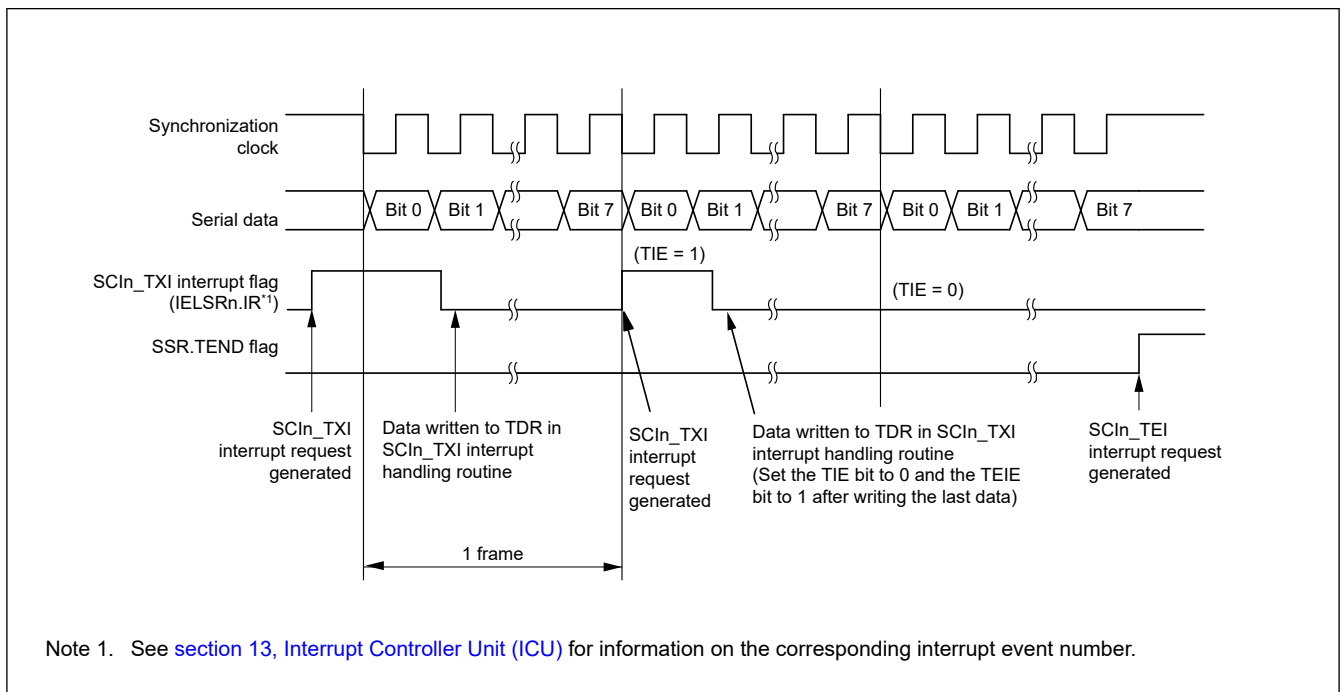 Synchronization
clock
Serial data
Bit 0 Bit 1 Bit 7 Bit 0 Bit 1 Bit 7 Bit 0 Bit 1 Bit 7
SCIn_TXI interrupt flag
(IELSRn.IR*1)
(TIE = 1)
(TIE = 0)
SSR.TEND flag
SCIn_TXI
interrupt request
generated
Data written to TDR in
SCIn_TXI interrupt
handling routine
SCIn_TXI
interrupt
request
generated
Data written to TDR in SCIn_TXI
interrupt handling routine
(Set the TIE bit to 0 and the TEIE
bit to 1 after writing the last data)
SCIn_TEI
interrupt request
generated
1 frame
Note 1. See section 13, Interrupt Controller Unit (ICU) for information on the corresponding interrupt event number.